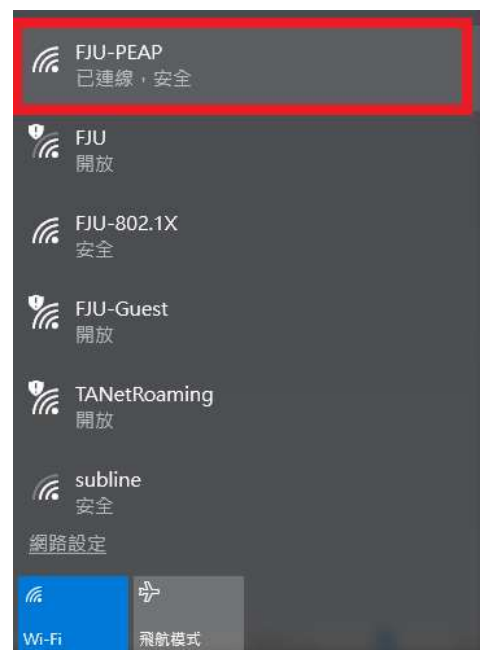 FJU-PEAP
已連線，安全
FJU
開放
FJU-802.1X
安全
FJU-Guest
開放
TANetRoaming
開放
subline
安全
網路設定
Wi-Fi
飛航模式